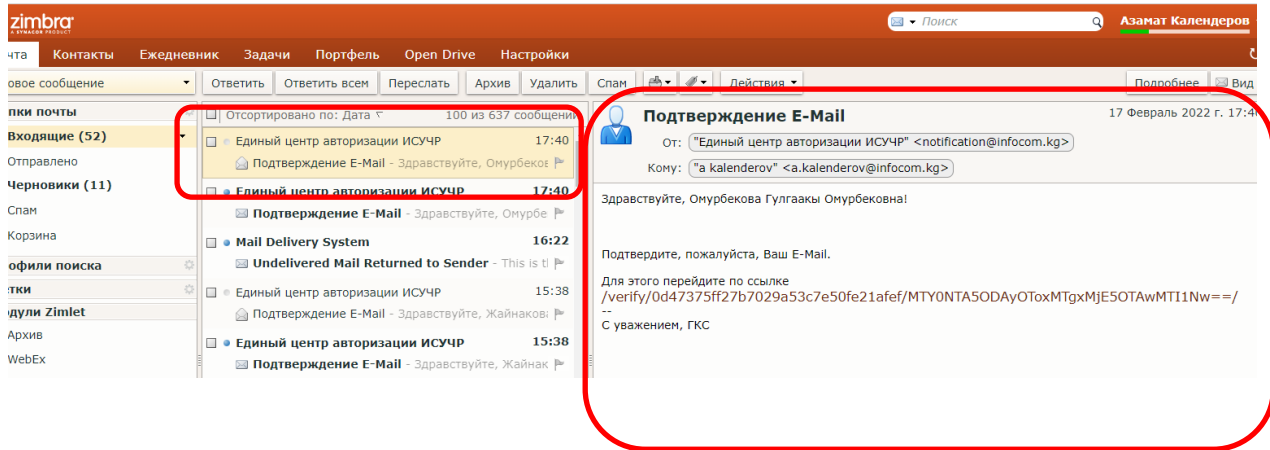 zimbra
A SYNACOR PRODUCT
Поиск
Азамат Календеров
чта Контакты Ежедневник Задачи Портфель Open Drive Настройки
овое сообщение
Ответить Ответить всем Переслать Архив Удалить Спам Действия Подробнее Вид
пки почты
Входящие (52)
Отправлено
Черновики (11)
Спам
Корзина
офили поиска
тки
дули Zimlet
Архив
WebEx
Отсортировано по: Дата 100 из 637 сообщени
Единый центр авторизации ИСУЧР 17:40
Подтверждение E-Mail - Здравствуйте, Омурбеков
Единый центр авторизации ИСУЧР 17:40
Подтверждение E-Mail - Здравствуйте, Омурбе
Mail Delivery System 16:22
Undelivered Mail Returned to Sender - This is tl
Единый центр авторизации ИСУЧР 15:38
Подтверждение E-Mail - Здравствуйте, Жайнакова
Единый центр авторизации ИСУЧР 15:38
Подтверждение E-Mail - Здравствуйте, Жайнак
Подтверждение E-Mail 17 Февраль 2022 г. 17:40
От: "Единый центр авторизации ИСУЧР" <notification@infocom.kg>
Кому: "a kalenderov" <a.kalenderov@infocom.kg>
Здравствуйте, Омурбекова Гулгаакы Омурбековна!
Подтвердите, пожалуйста, Ваш E-Mail.
Для этого перейдите по ссылке
/verify/0d47375ff27b7029a53c7e50fe21afef/MTY0NTA5ODAyOToxMTgxMjE5OTAwMTI1Nw==/
--
С уважением, ГКС